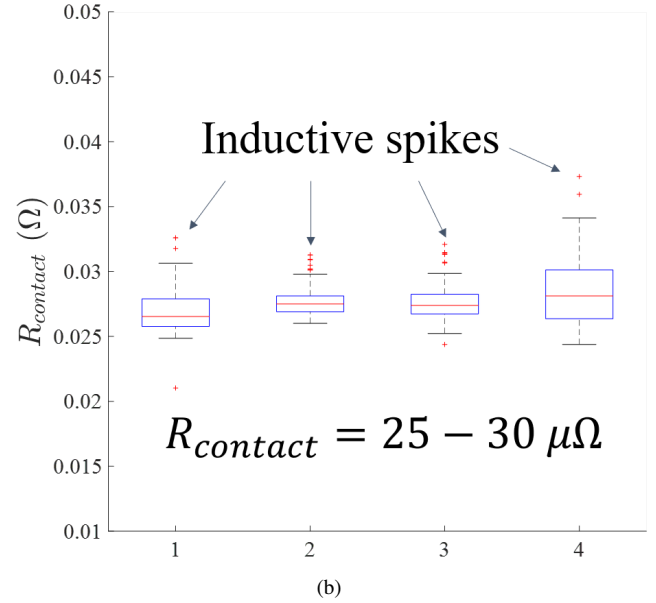 0.05
0.045
0.04
0.035
0.03
0.025
0.02
0.015
0.01
R_contact (Ω)
Inductive spikes
R_contact = 25 − 30 μΩ
1 2 3 4
(b)